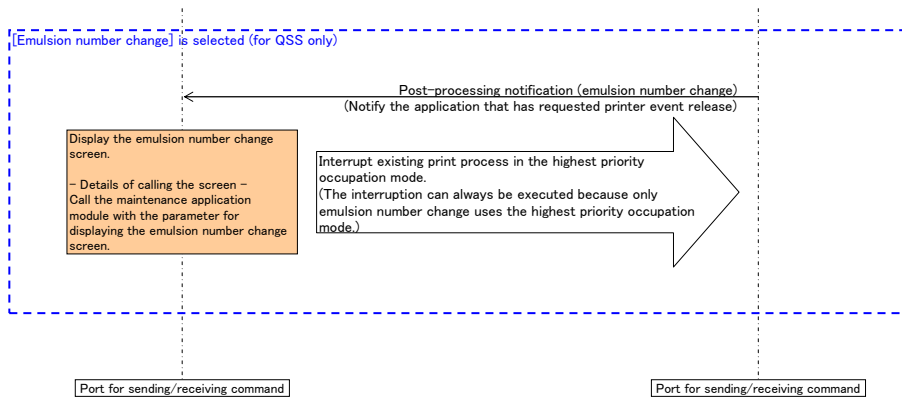 [Emulsion number change] is selected (for QSS only)
Post-processing notification (emulsion number change)
(Notify the application that has requested printer event release)
Display the emulsion number change
screen.
- Details of calling the screen -
Call the maintenance application
module with the parameter for
displaying the emulsion number change
screen.
Interrupt existing print process in the highest priority
occupation mode.
(The interruption can always be executed because only
emulsion number change uses the highest priority occupation
mode.)
Port for sending/receiving command
Port for sending/receiving command